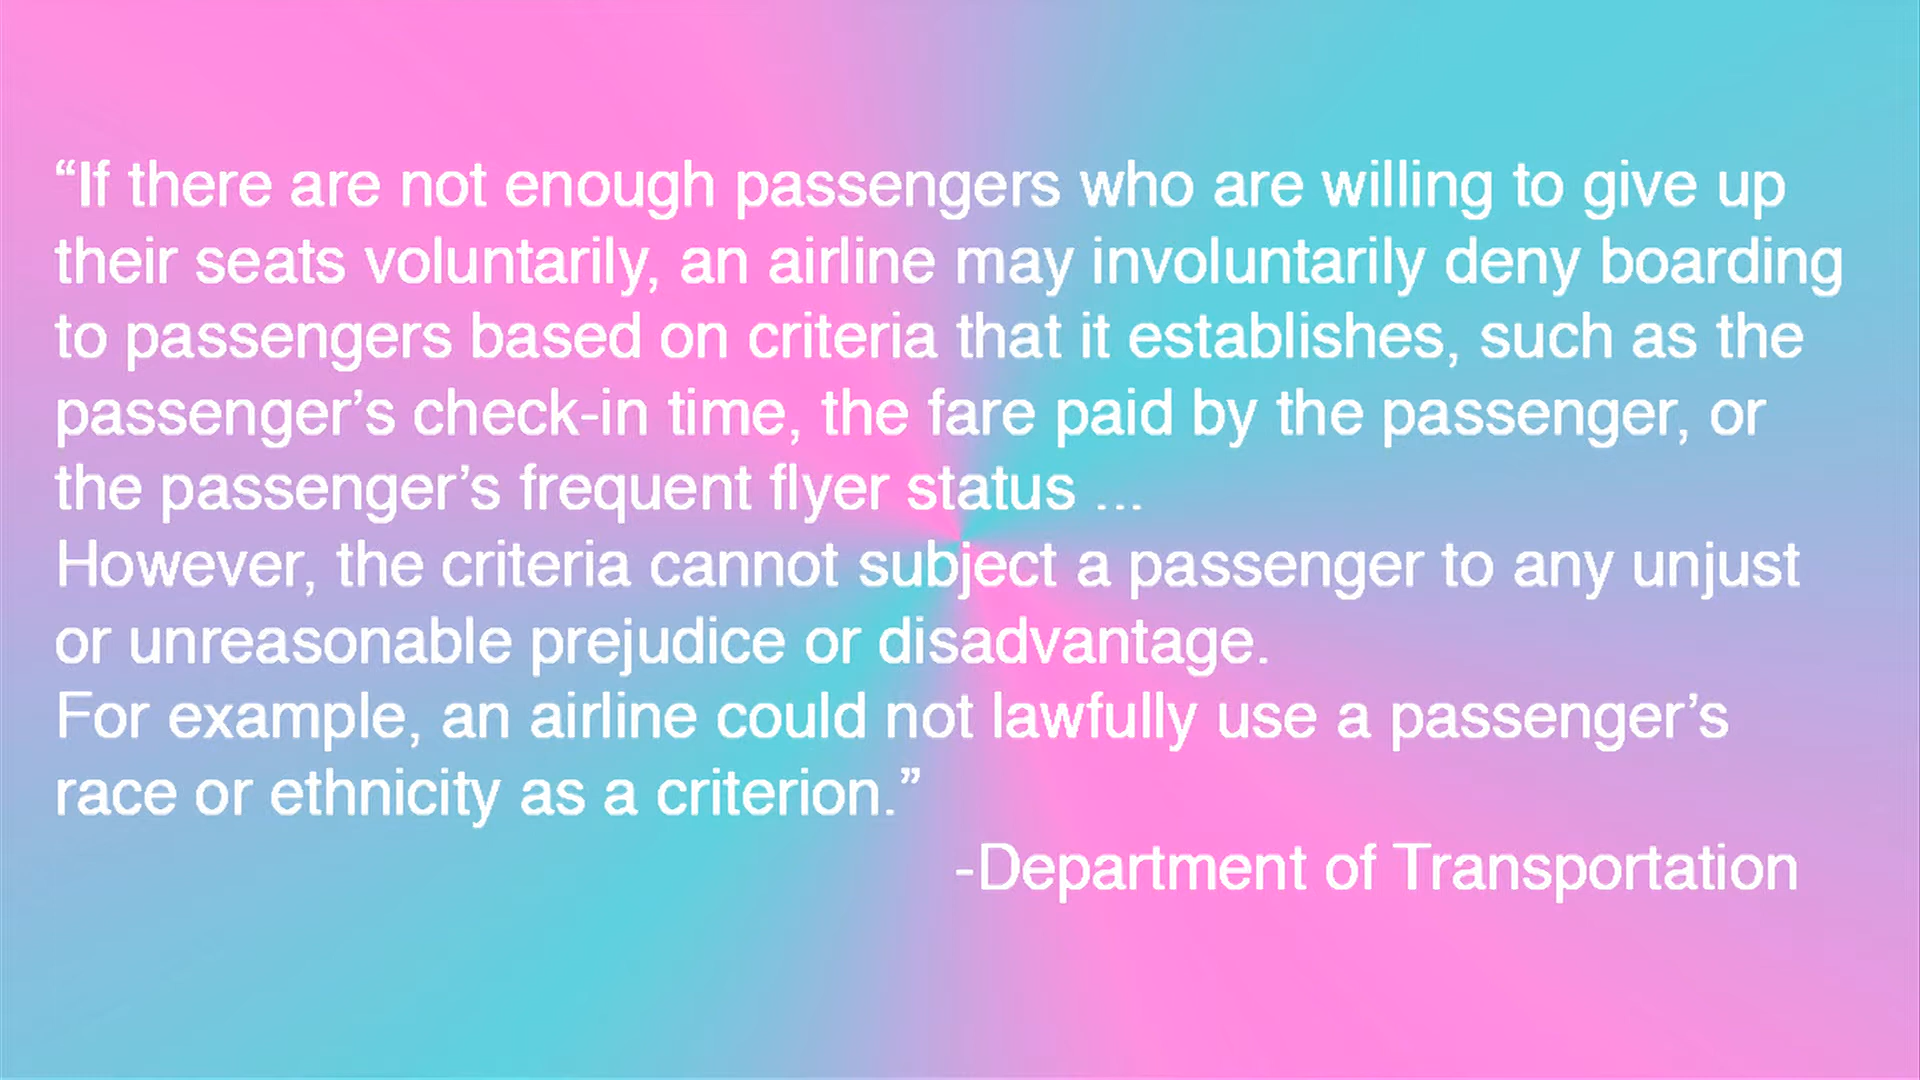 “If there are not enough passengers who are willing to give up
their seats voluntarily, an airline may involuntarily deny boarding
to passengers based on criteria that it establishes, such as the
passenger’s check-in time, the fare paid by the passenger, or
the passenger’s frequent flyer status ...
However, the criteria cannot subject a passenger to any unjust
or unreasonable prejudice or disadvantage.
For example, an airline could not lawfully use a passenger’s
race or ethnicity as a criterion.”
-Department of Transportation